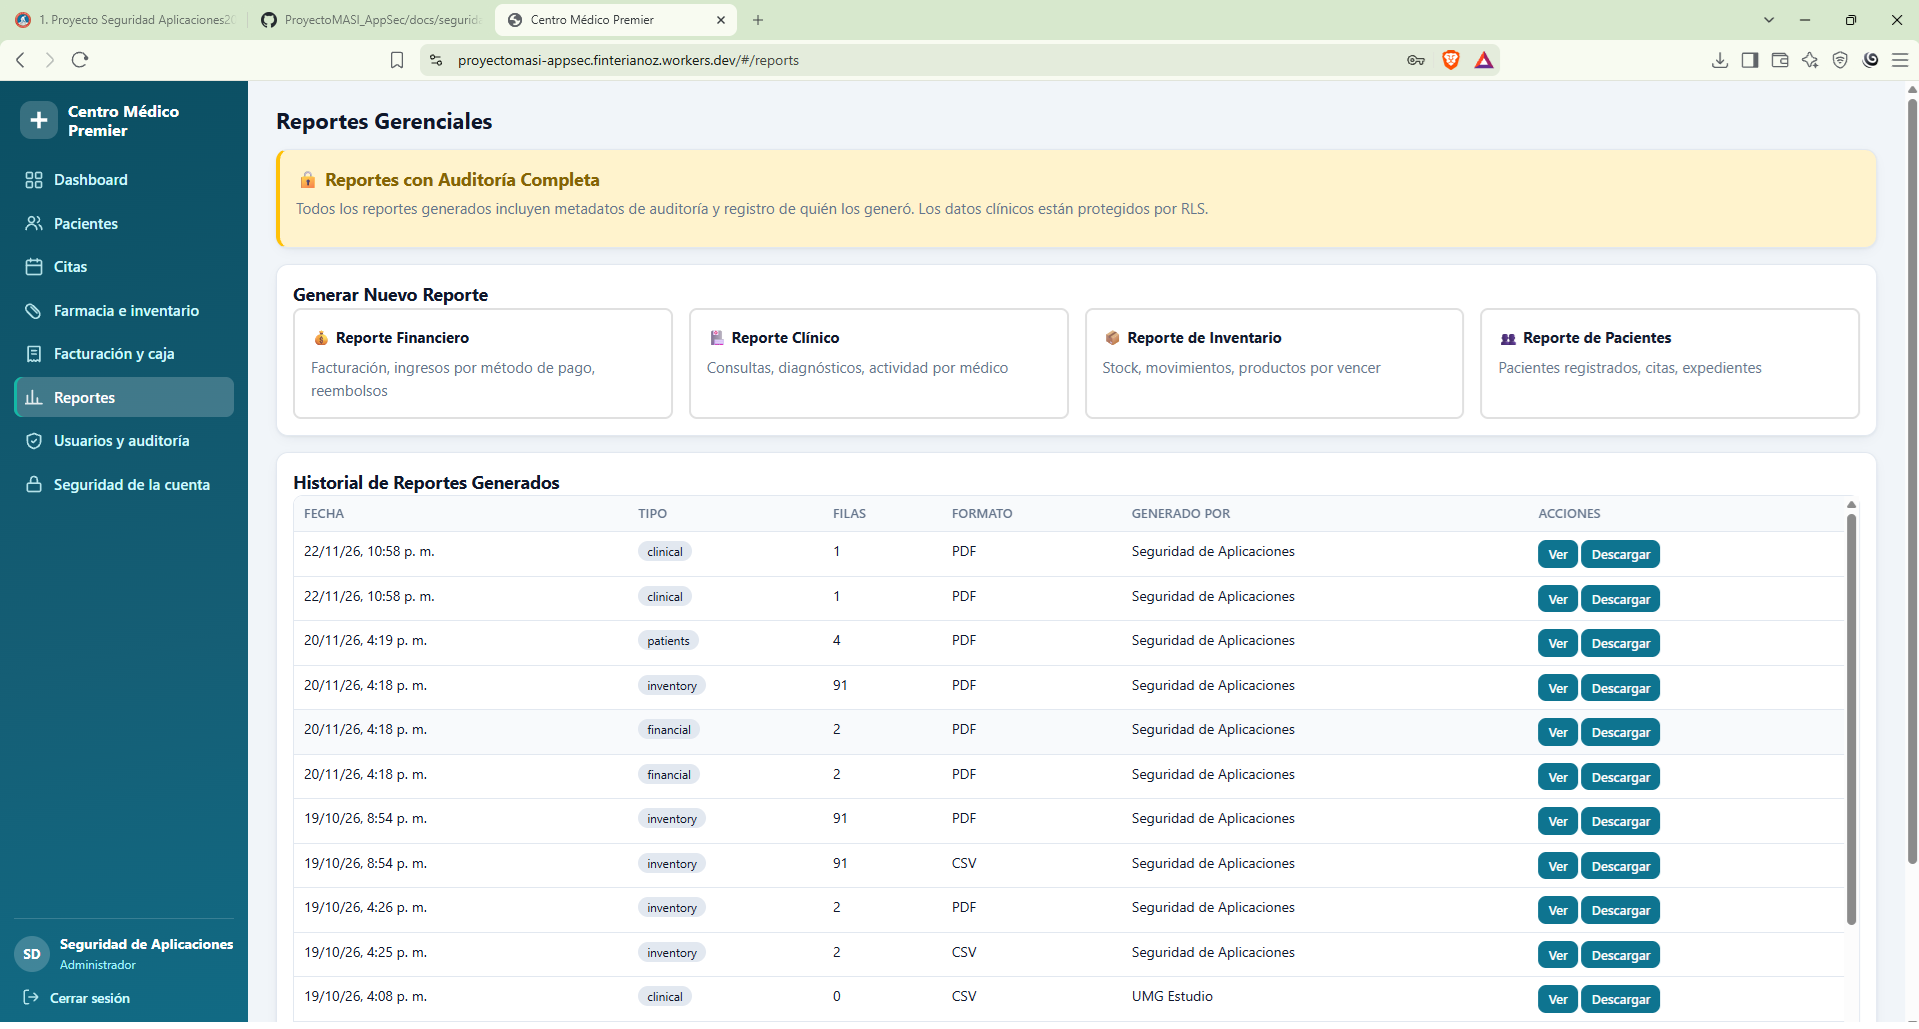 1. Proyecto Seguridad Aplicaciones20
ProyectoMASI_AppSec/docs/segurida
Centro Médico Premier
proyectomasi-appsec.finterianoz.workers.dev/#/reports
Centro Médico
Premier
Dashboard
Pacientes
Citas
Farmacia e inventario
Facturación y caja
Reportes
Usuarios y auditoría
Seguridad de la cuenta
SD
Seguridad de Aplicaciones
Administrador
Cerrar sesión
Reportes Gerenciales
Reportes con Auditoría Completa
Todos los reportes generados incluyen metadatos de auditoría y registro de quién los generó. Los datos clínicos están protegidos por RLS.
Generar Nuevo Reporte
Reporte Financiero
Facturación, ingresos por método de pago,
reembolsos
Reporte Clínico
Consultas, diagnósticos, actividad por médico
Reporte de Inventario
Stock, movimientos, productos por vencer
Reporte de Pacientes
Pacientes registrados, citas, expedientes
Historial de Reportes Generados
FECHA TIPO FILAS FORMATO GENERADO POR ACCIONES
22/11/26, 10:58 p. m. clinical 1 PDF Seguridad de Aplicaciones Ver Descargar
22/11/26, 10:58 p. m. clinical 1 PDF Seguridad de Aplicaciones Ver Descargar
20/11/26, 4:19 p. m. patients 4 PDF Seguridad de Aplicaciones Ver Descargar
20/11/26, 4:18 p. m. inventory 91 PDF Seguridad de Aplicaciones Ver Descargar
20/11/26, 4:18 p. m. financial 2 PDF Seguridad de Aplicaciones Ver Descargar
20/11/26, 4:18 p. m. financial 2 PDF Seguridad de Aplicaciones Ver Descargar
19/10/26, 8:54 p. m. inventory 91 PDF Seguridad de Aplicaciones Ver Descargar
19/10/26, 8:54 p. m. inventory 91 CSV Seguridad de Aplicaciones Ver Descargar
19/10/26, 4:26 p. m. inventory 2 PDF Seguridad de Aplicaciones Ver Descargar
19/10/26, 4:25 p. m. inventory 2 CSV Seguridad de Aplicaciones Ver Descargar
19/10/26, 4:08 p. m. clinical 0 CSV UMG Estudio Ver Descargar